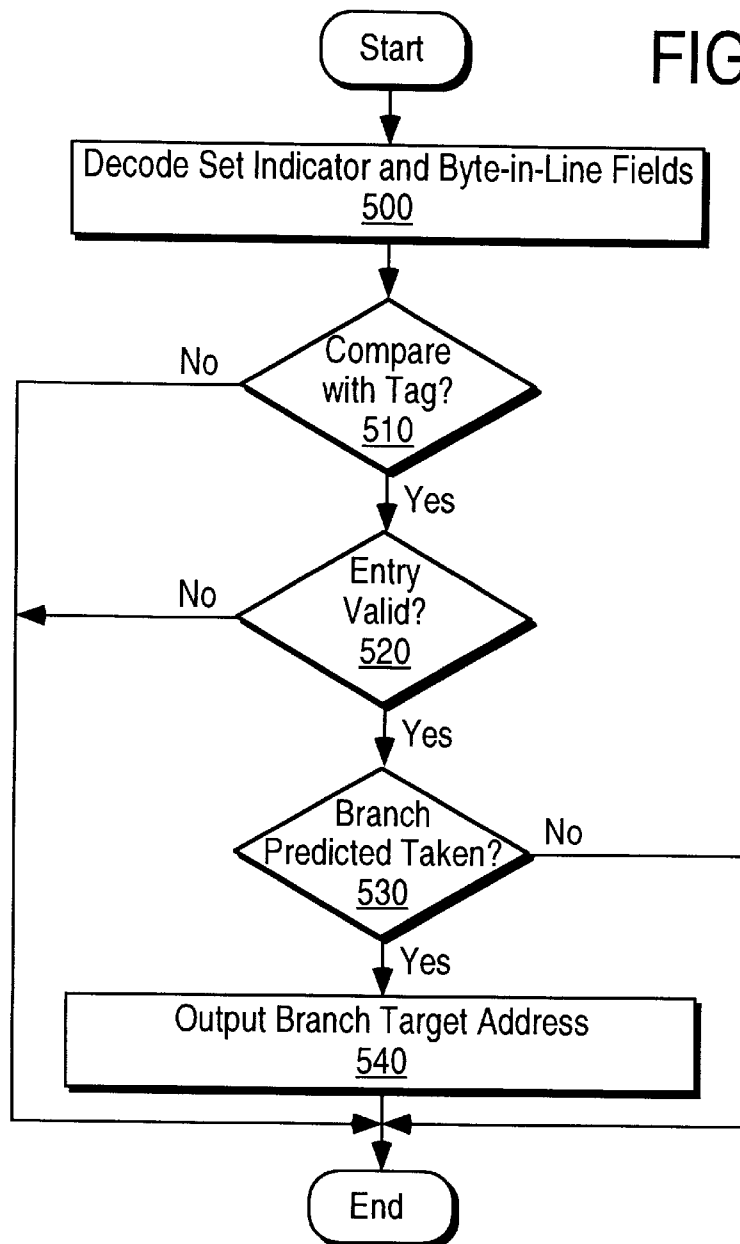 Start
FIG
Decode Set Indicator and Byte-in-Line Fields
500
No
Compare
with Tag?
510
Yes
No
Entry
Valid?
520
Yes
Branch
Predicted Taken?
530
No
Yes
Output Branch Target Address
540
End